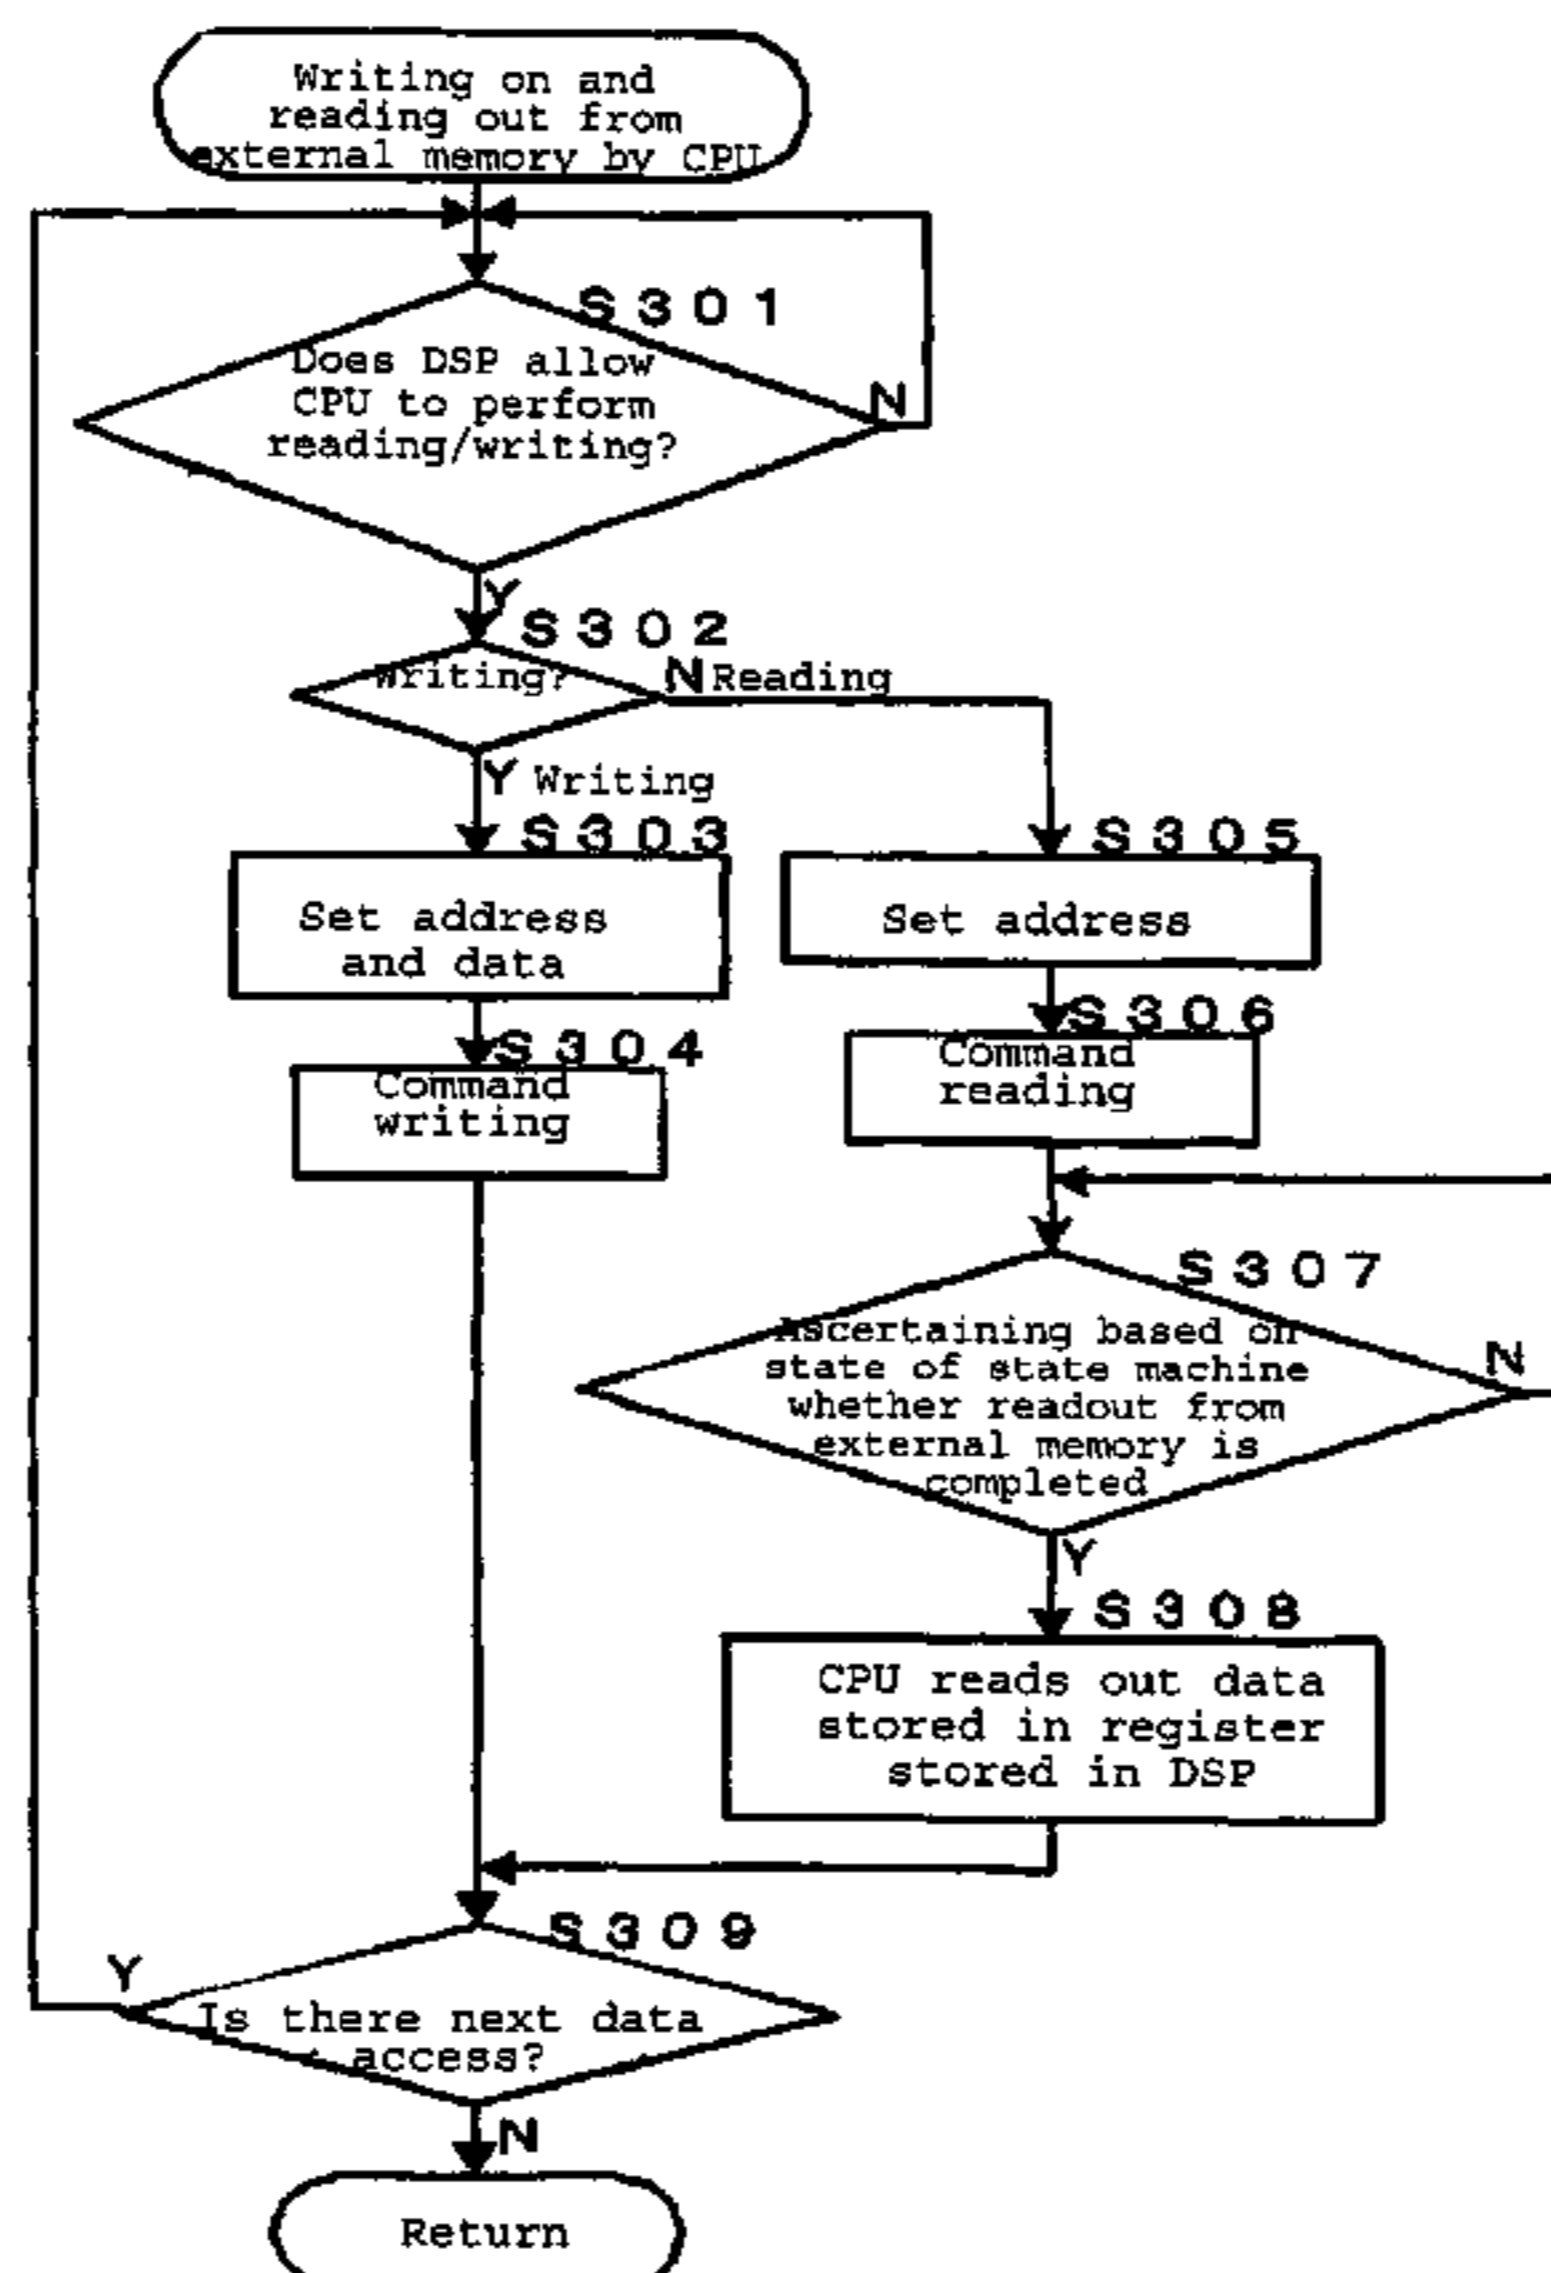 Writing on and
reading out from
external memory by CPU
S301
Does DSP allow
CPU to perform
reading/writing?
N
Y
S302
Writing?
N Reading
Y Writing
S303
Set address
and data
S304
Command
writing
S305
Set address
S306
Command
reading
S307
Ascertaining based on
state of state machine
whether readout from
external memory is
completed
N
Y
S308
CPU reads out data
stored in register
stored in DSP
S309
Y
Is there next data
access?
N
Return